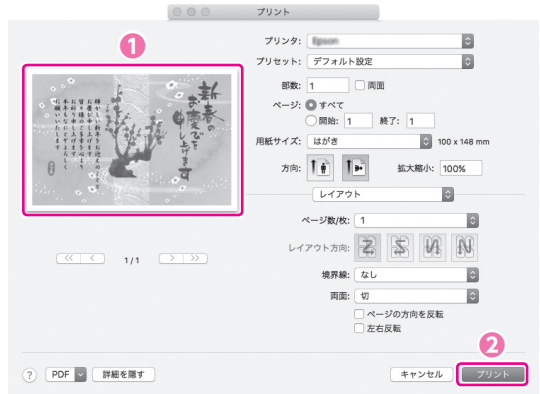 プリント
1
プリンタ: Epson
プリセット: デフォルト設定
部数: 1 両面
ページ: すべて
開始: 1 終了: 1
用紙サイズ: はがき 100 x 148 mm
方向: 拡大縮小: 100%
レイアウト
ページ数/枚: 1
レイアウト方向:
境界線: なし
両面: 切
ページの方向を反転
左右反転
新春の
お慶びを
申し上げます
1/1
2
? PDF 詳細を隠す キャンセル プリント